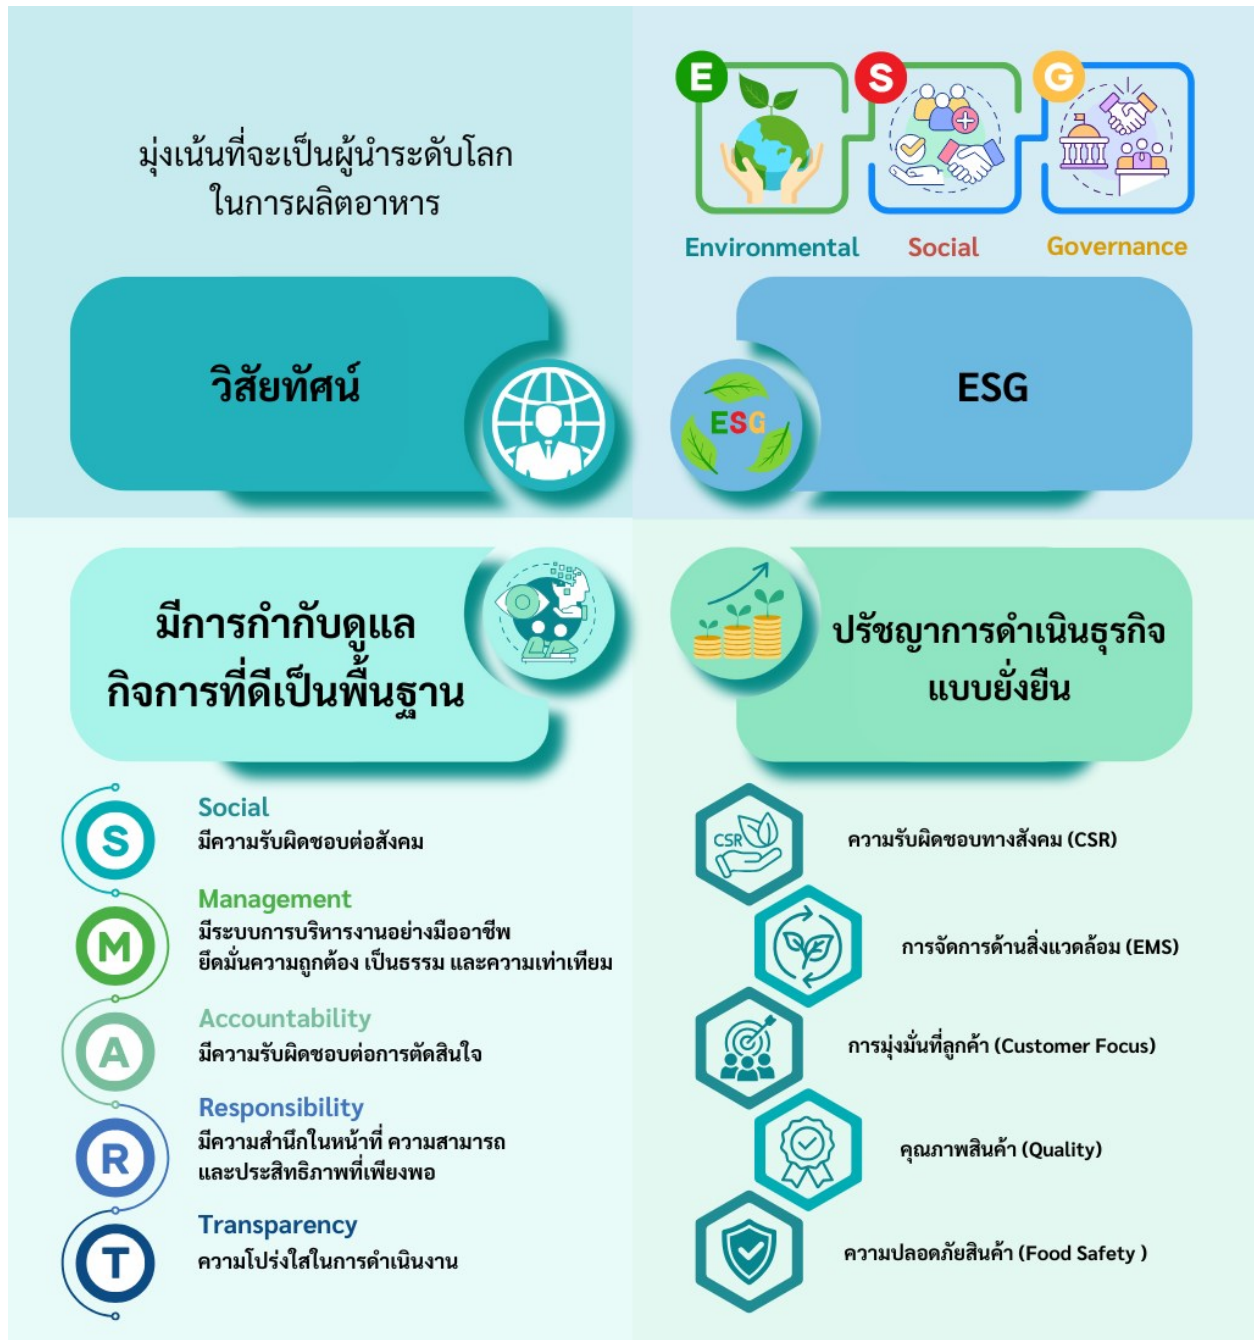 มุ่งเน้นที่จะเป็นผู้นำระดับโลก
ในการผลิตอาหาร
วิสัยทัศน์
E
S
G
Environmental
Social
Governance
ESG
ESG
มีการกำกับดูแล
กิจการที่ดีเป็นพื้นฐาน
S
Social
มีความรับผิดชอบต่อสังคม
M
Management
มีระบบการบริหารงานอย่างมืออาชีพ
ยึดมั่นความถูกต้อง เป็นธรรม และความเท่าเทียม
A
Accountability
มีความรับผิดชอบต่อการตัดสินใจ
R
Responsibility
มีความสำนึกในหน้าที่ ความสามารถ
และประสิทธิภาพที่เพียงพอ
T
Transparency
ความโปร่งใสในการดำเนินงาน
ปรัชญาการดำเนินธุรกิจ
แบบยั่งยืน
CSR
ความรับผิดชอบทางสังคม (CSR)
การจัดการด้านสิ่งแวดล้อม (EMS)
การมุ่งมั่นที่ลูกค้า (Customer Focus)
คุณภาพสินค้า (Quality)
ความปลอดภัยสินค้า (Food Safety )